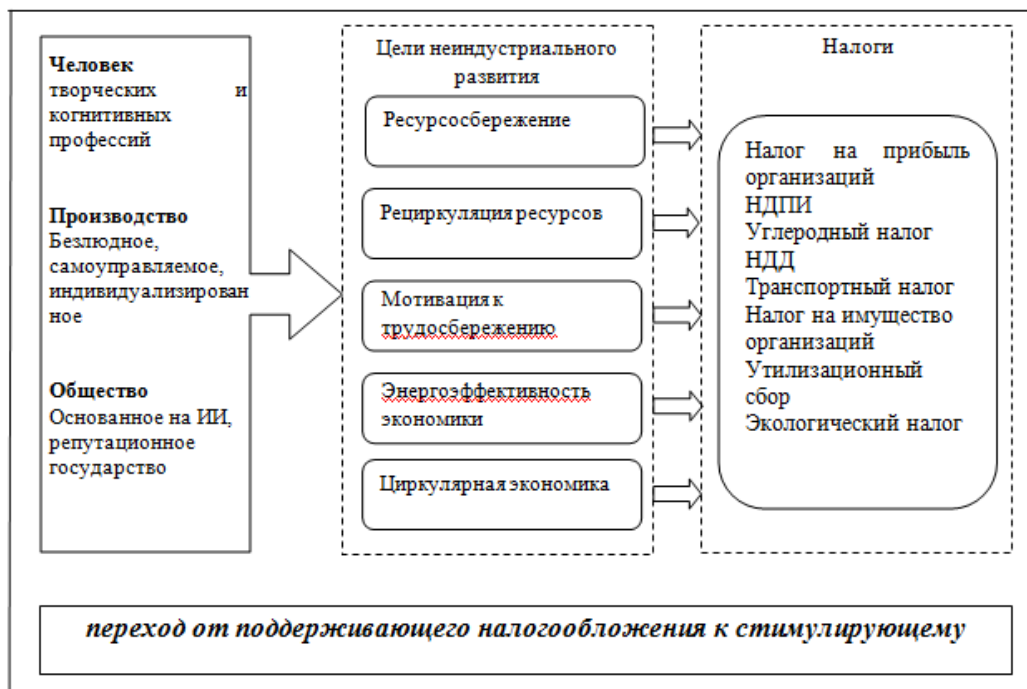 Человек
творческих и
когнитивных
профессий
Производство
Безлюдное,
самоуправляемое,
индивидуализирован
ное
Общество
Основанное на ИИ,
репутационное
государство
Цели неиндустриального
развития
Ресурсосбережение
Рециркуляция ресурсов
Мотивация к
трудосбережению
Энергоэффективность
экономики
Циркулярная экономика
Налоги
Налог на прибыль
организаций
НДПИ
Углеродный налог
НДД
Транспортный налог
Налог на имущество
организаций
Утилизационный
сбор
Экологический налог
переход от поддерживающего налогообложения к стимулирующему